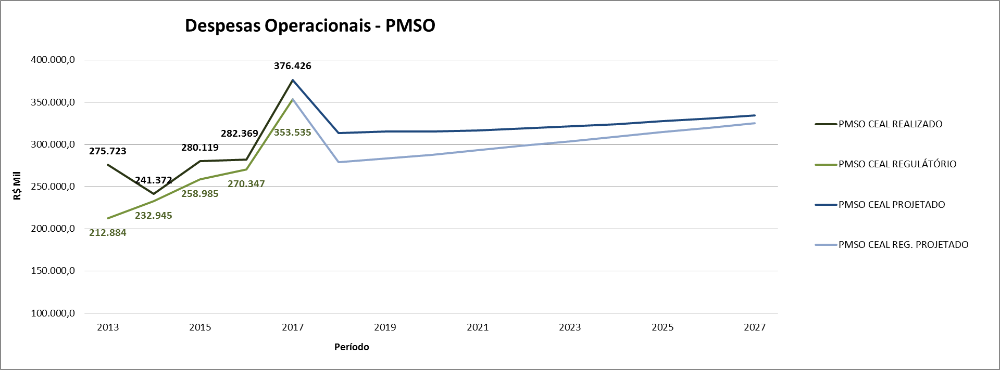 Despesas Operacionais - PMSO
400.000,0
350.000,0
300.000,0
250.000,0
200.000,0
150.000,0
100.000,0
R$ Mil
376.426
353.535
282.369
280.119
275.723
241.372
270.347
258.985
232.945
212.884
2013 2015 2017 2019 2021 2023 2025 2027
Período
PMSO CEAL REALIZADO
PMSO CEAL REGULÁTÓRIO
PMSO CEAL PROJETADO
PMSO CEAL REG. PROJETADO